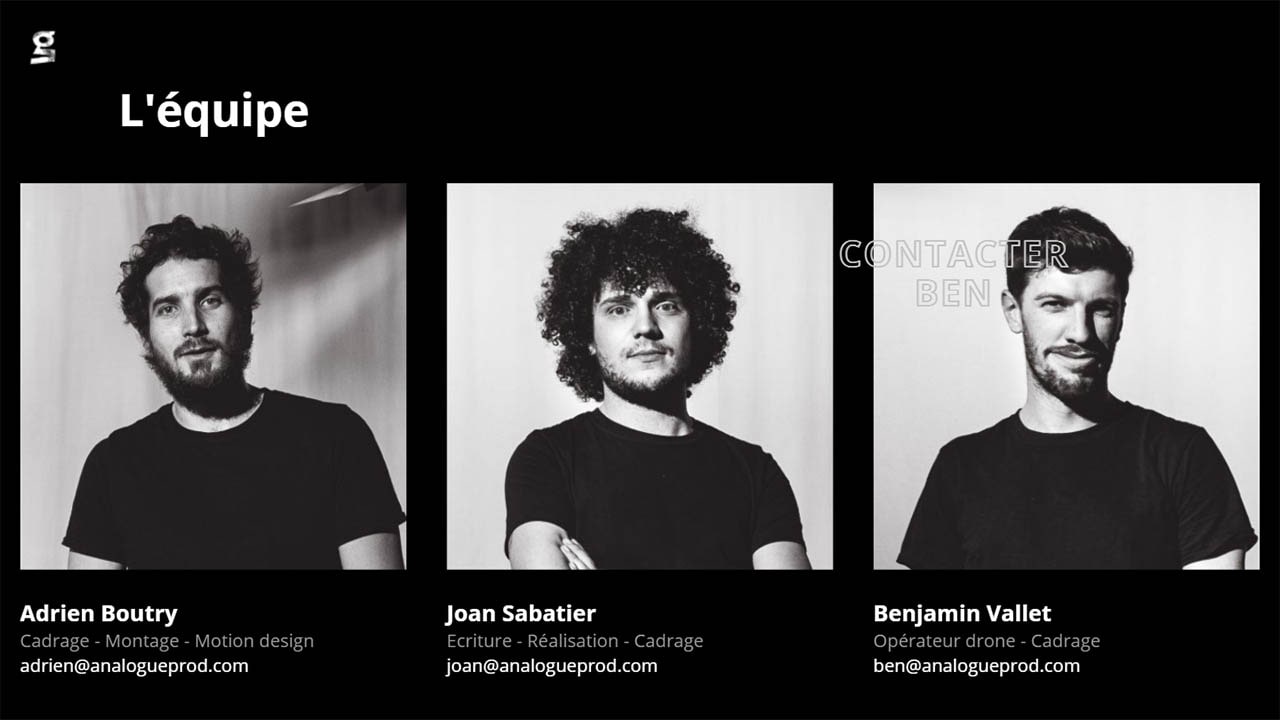 L'équipe
CONTACTER
BEN
Adrien Boutry
Cadrage - Montage - Motion design
adrien@analogueprod.com
Joan Sabatier
Ecriture - Réalisation - Cadrage
joan@analogueprod.com
Benjamin Vallet
Opérateur drone - Cadrage
ben@analogueprod.com